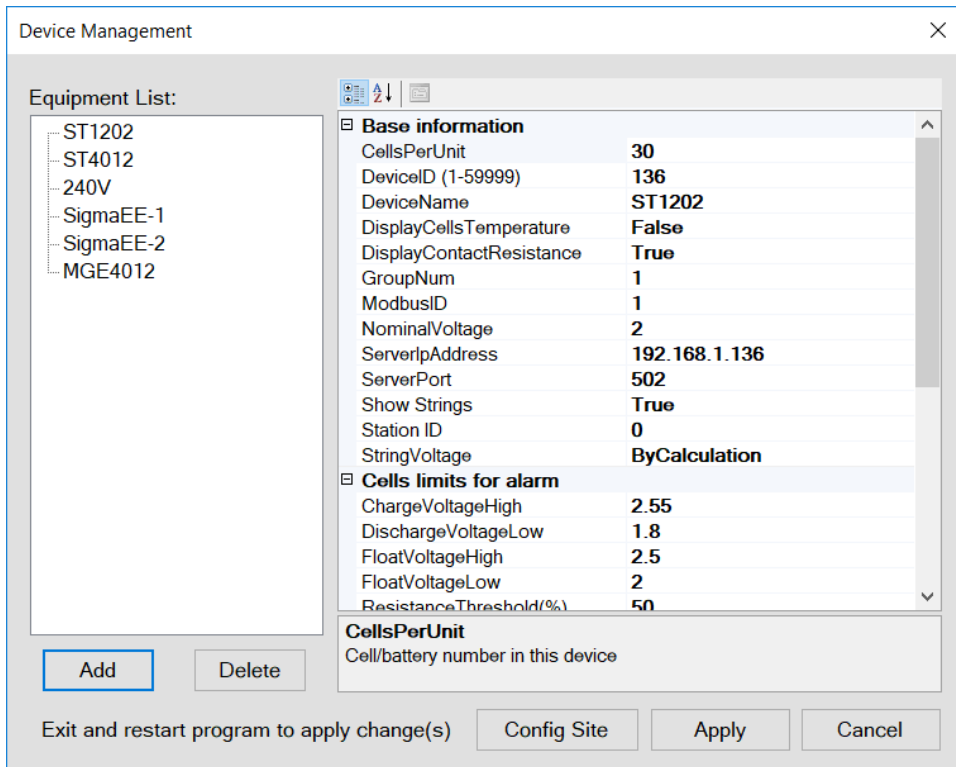 Device Management
Equipment List:
ST1202
ST4012
240V
SigmaEE-1
SigmaEE-2
MGE4012
Add
Delete
Base information
CellsPerUnit 30
DeviceID (1-59999) 136
DeviceName ST1202
DisplayCellsTemperature False
DisplayContactResistance True
GroupNum 1
ModbusID 1
NominalVoltage 2
ServerIpAddress 192.168.1.136
ServerPort 502
Show Strings True
Station ID 0
StringVoltage ByCalculation
Cells limits for alarm
ChargeVoltageHigh 2.55
DischargeVoltageLow 1.8
FloatVoltageHigh 2.5
FloatVoltageLow 2
ResistanceThreshold(%) 50
CellsPerUnit
Cell/battery number in this device
Exit and restart program to apply change(s)
Config Site
Apply
Cancel